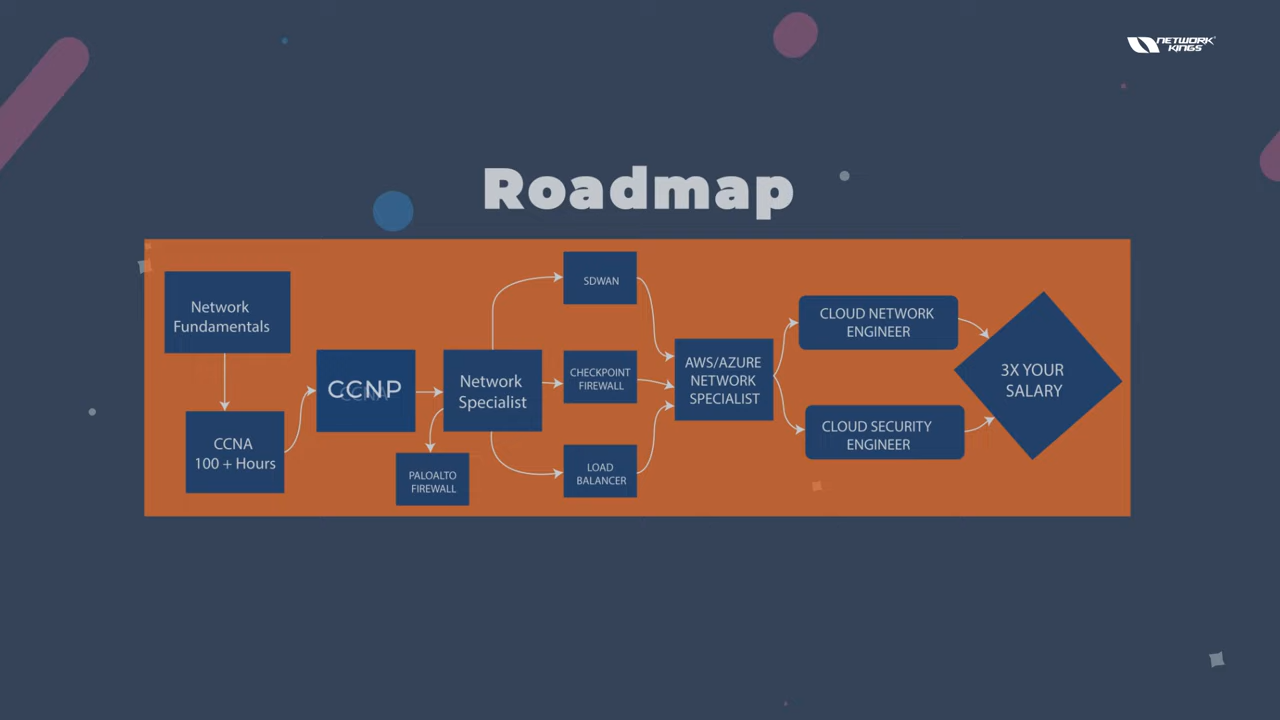 NETWORK
KINGS
Roadmap
Network
Fundamentals
CCNA
100 + Hours
CCNP
Network
Specialist
PALOALTO
FIREWALL
SDWAN
CHECKPOINT
FIREWALL
LOAD
BALANCER
AWS/AZURE
NETWORK
SPECIALIST
CLOUD NETWORK
ENGINEER
CLOUD SECURITY
ENGINEER
3X YOUR
SALARY